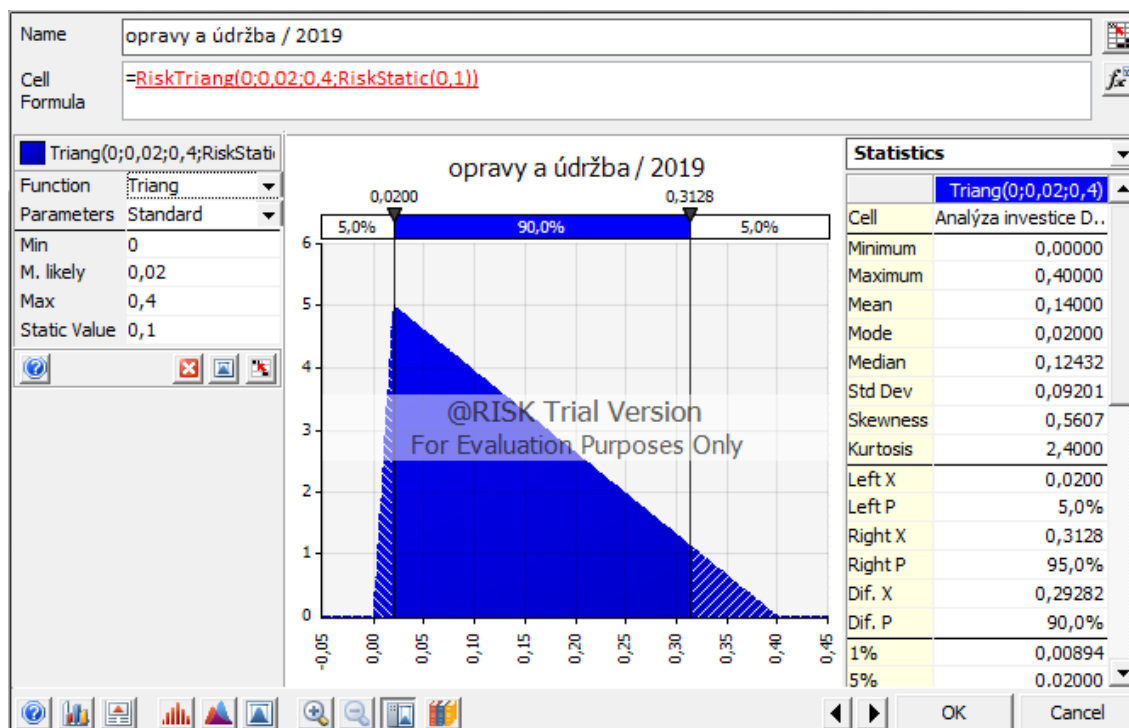 Name
opravy a údržba / 2019
Cell Formula
=RiskTriang(0;0,02;0,4;RiskStatic(0,1))
Triang(0;0,02;0,4;RiskStati
Function Triang
Parameters Standard
Min 0
M. likely 0,02
Max 0,4
Static Value 0,1
opravy a údržba / 2019
0,0200 0,3128
5,0% 90,0% 5,0%
6
5
4
3
2
1
0
-0,05 0,00 0,05 0,10 0,15 0,20 0,25 0,30 0,35 0,40 0,45
@RISK Trial Version
For Evaluation Purposes Only
Statistics
Triang(0;0,02;0,4)
Cell Analýza investice D..
Minimum 0,00000
Maximum 0,40000
Mean 0,14000
Mode 0,02000
Median 0,12432
Std Dev 0,09201
Skewness 0,5607
Kurtosis 2,4000
Left X 0,0200
Left P 5,0%
Right X 0,3128
Right P 95,0%
Dif. X 0,29282
Dif. P 90,0%
1% 0,00894
5% 0,02000
OK Cancel